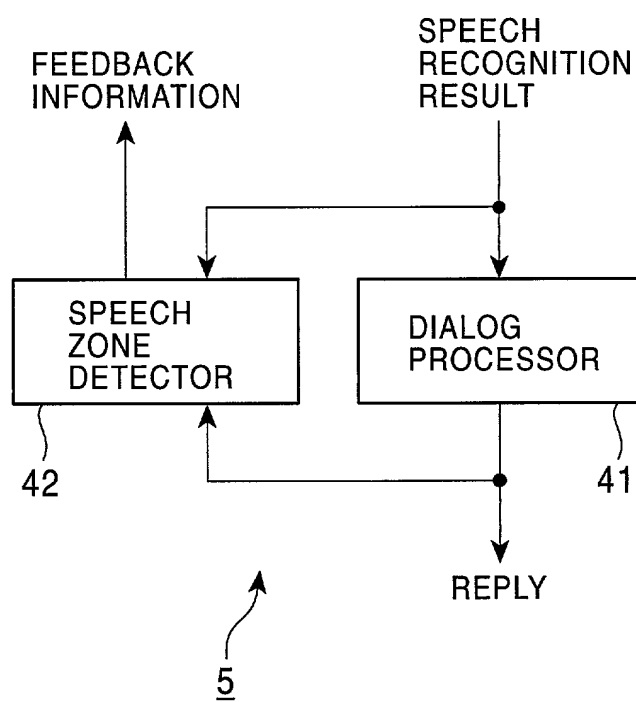 FEEDBACK
INFORMATION
SPEECH
RECOGNITION
RESULT
SPEECH
ZONE
DETECTOR
DIALOG
PROCESSOR
42
41
REPLY
5